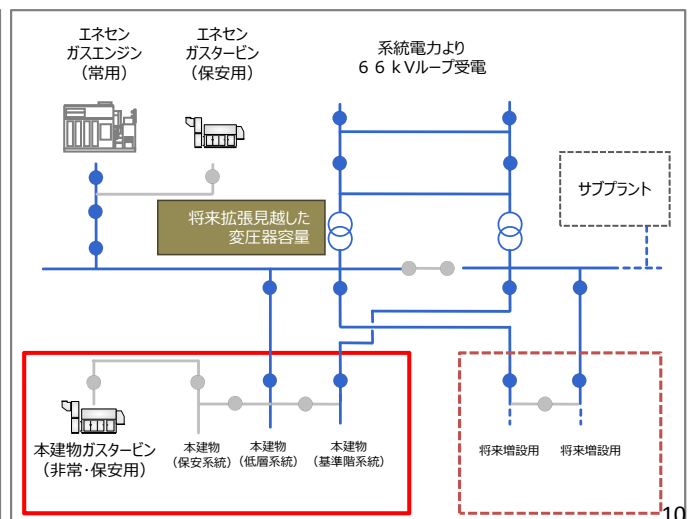 エネセン
ガスエンジン
（常用）
エネセン
ガスタービン
（保安用）
系統電力より
６６ｋVループ受電
サブプラント
将来拡張見越した
変圧器容量
本建物ガスタービン
（非常・保安用）
本建物
（保安系統）
本建物
（低層系統）
本建物
（基準階系統）
将来増設用
将来増設用
10